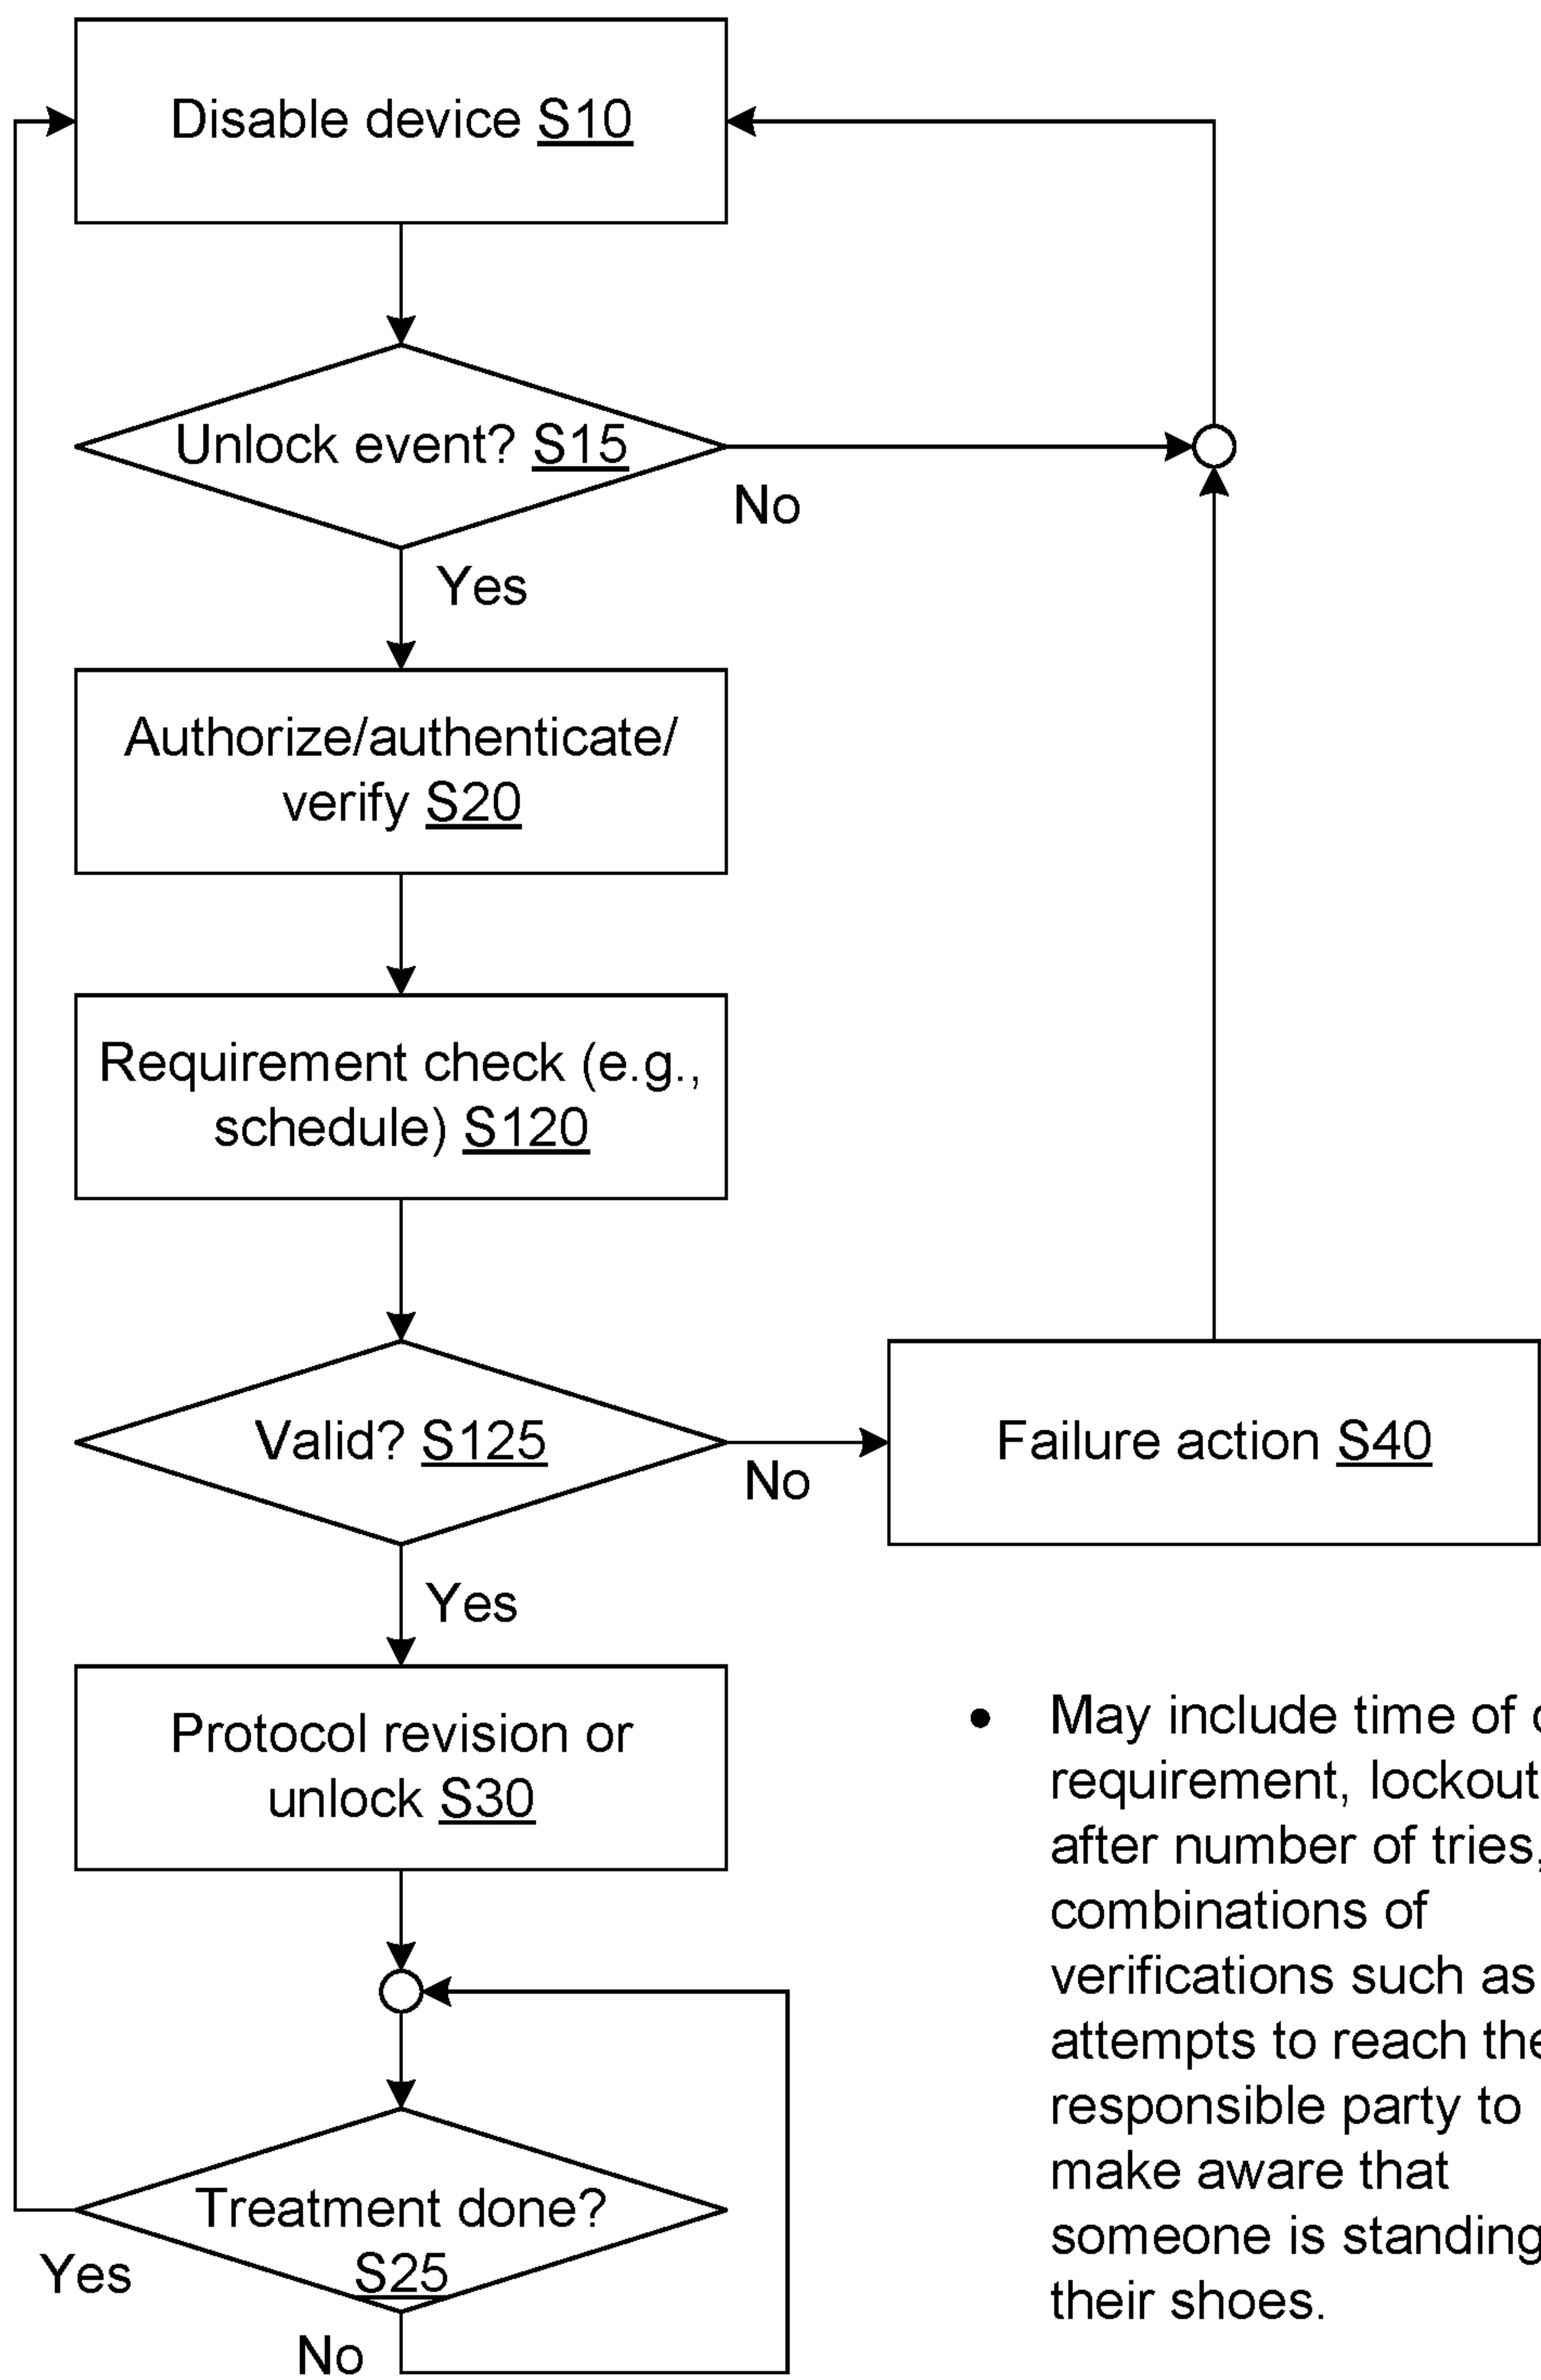 Disable device S10
Unlock event? S15
No
Yes
Authorize/authenticate/
verify S20
Requirement check (e.g.,
schedule) S120
Valid? S125
No
Failure action S40
Yes
Protocol revision or
unlock S30
Treatment done?
S25
Yes
No
• May include time of
requirement, lockout
after number of tries,
combinations of
verifications such as
attempts to reach the
responsible party to
make aware that
someone is standing
their shoes.